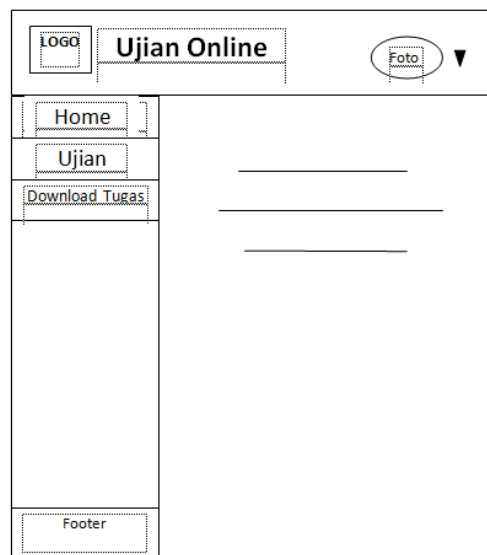 LOGO
Ujian Online
Foto
Home
Ujian
Download Tugas
Footer